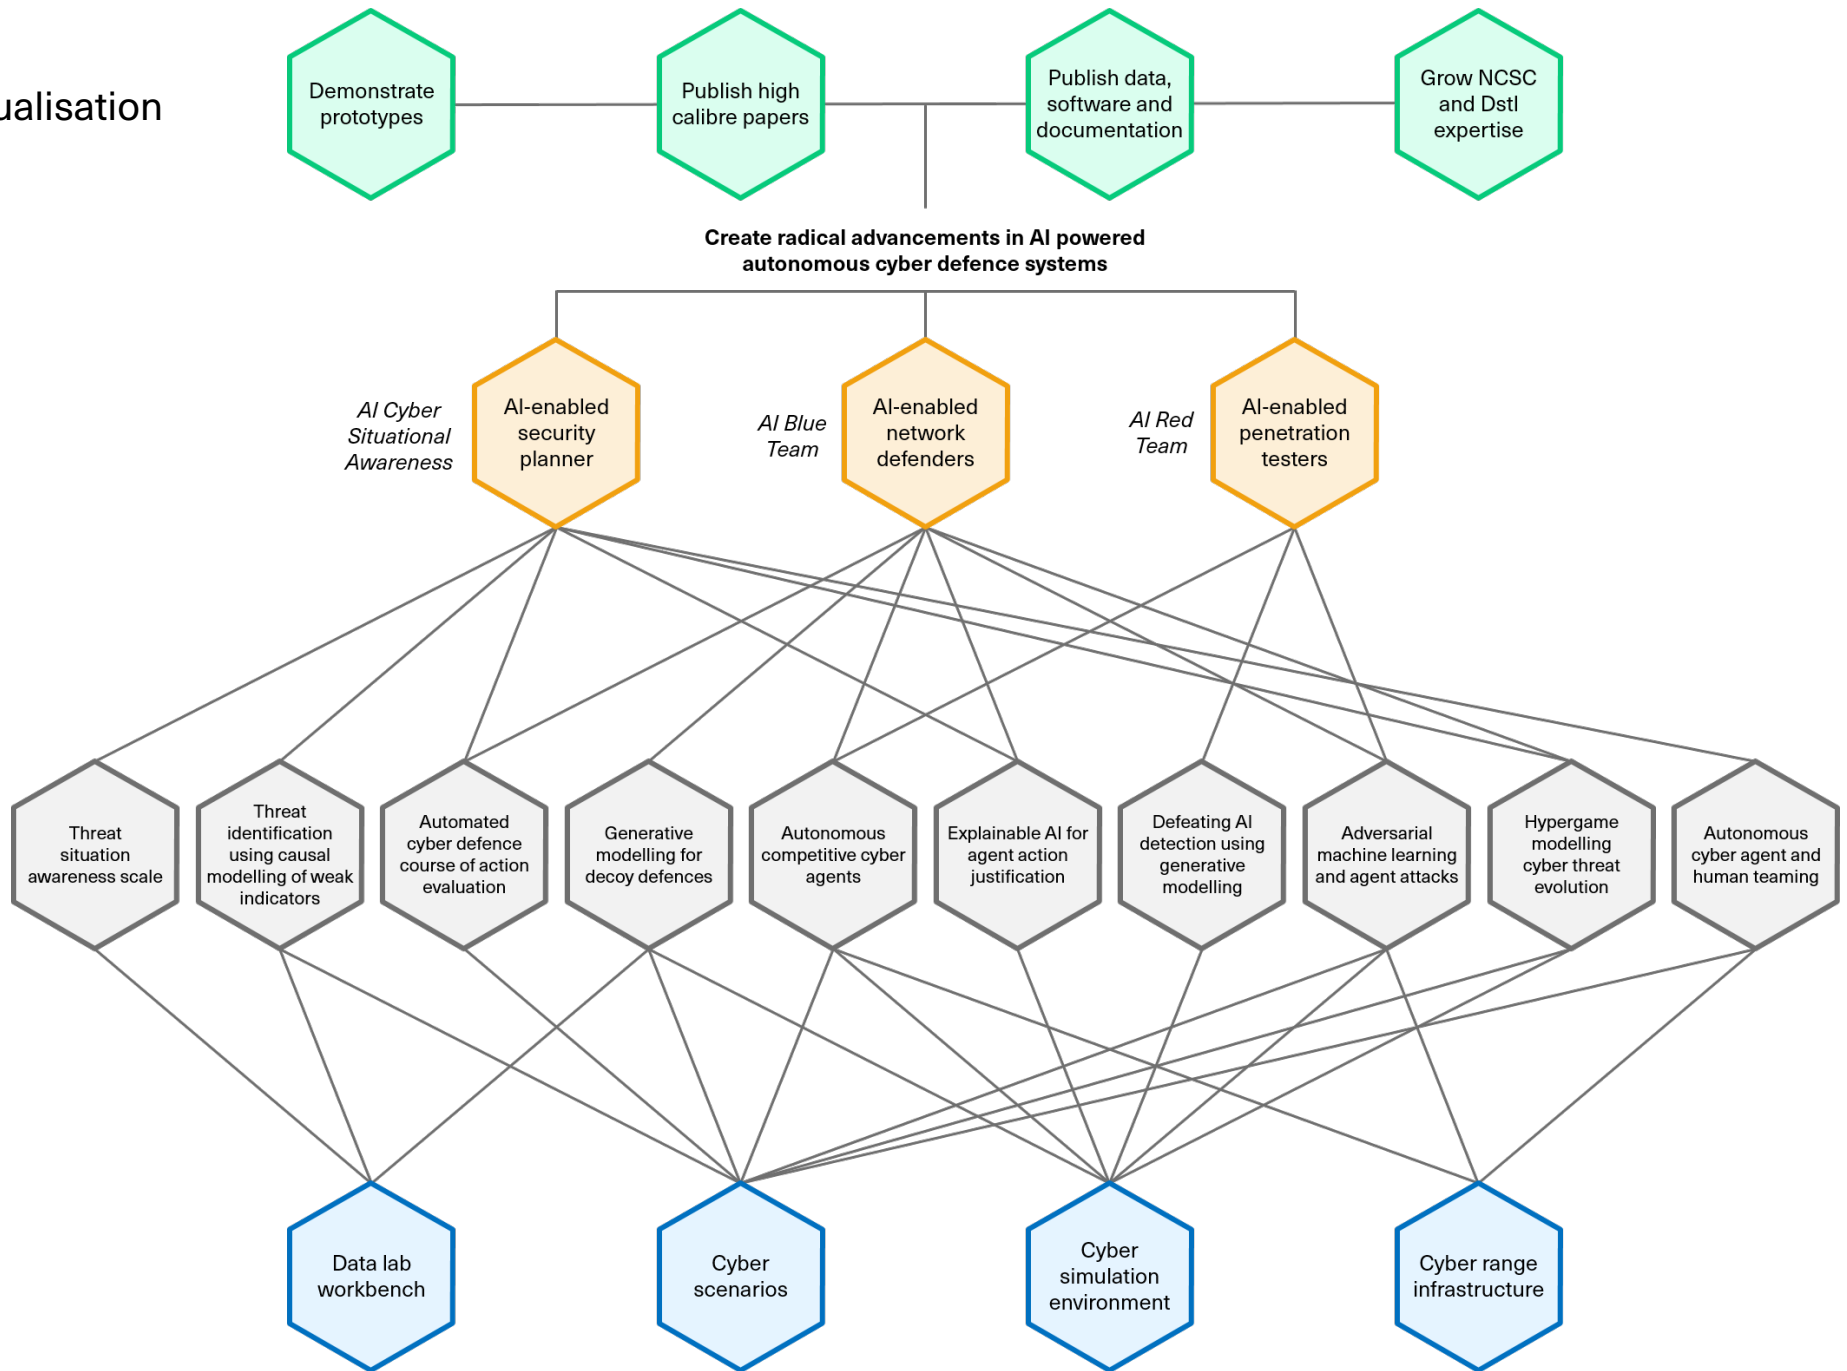 ualisation
Demonstrate
prototypes
Publish high
calibre papers
Publish data,
software and
documentation
Grow NCSC
and Dstl
expertise
Create radical advancements in AI powered
autonomous cyber defence systems
AI Cyber
Situational
Awareness
AI-enabled
security
planner
AI Blue
Team
AI-enabled
network
defenders
AI Red
Team
AI-enabled
penetration
testers
Threat
situation
awareness scale
Threat
identification
using causal
modelling of weak
indicators
Automated
cyber defence
course of action
evaluation
Generative
modelling for
decoy defences
Autonomous
competitive cyber
agents
Explainable AI for
agent action
justification
Defeating AI
detection using
generative
modelling
Adversarial
machine learning
and agent attacks
Hypergame
modelling
cyber threat
evolution
Autonomous
cyber agent and
human teaming
Data lab
workbench
Cyber
scenarios
Cyber
simulation
environment
Cyber range
infrastructure